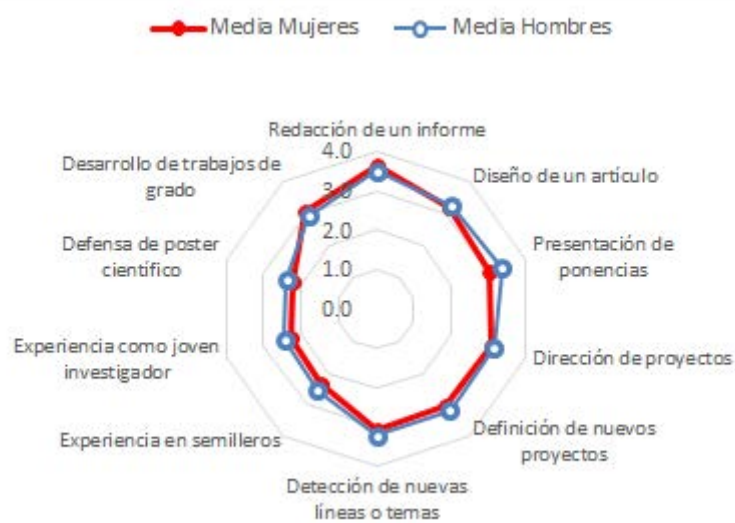 Media Mujeres
Media Hombres
Redacción de un informe
Diseño de un artículo
Presentación de
ponencias
Dirección de proyectos
Definición de nuevos
proyectos
Detección de nuevas
líneas o temas
Experiencia en semilleros
Experiencia como joven
investigador
Defensa de poster
científico
Desarrollo de trabajos de
grado
4.0
3.0
2.0
1.0
0.0